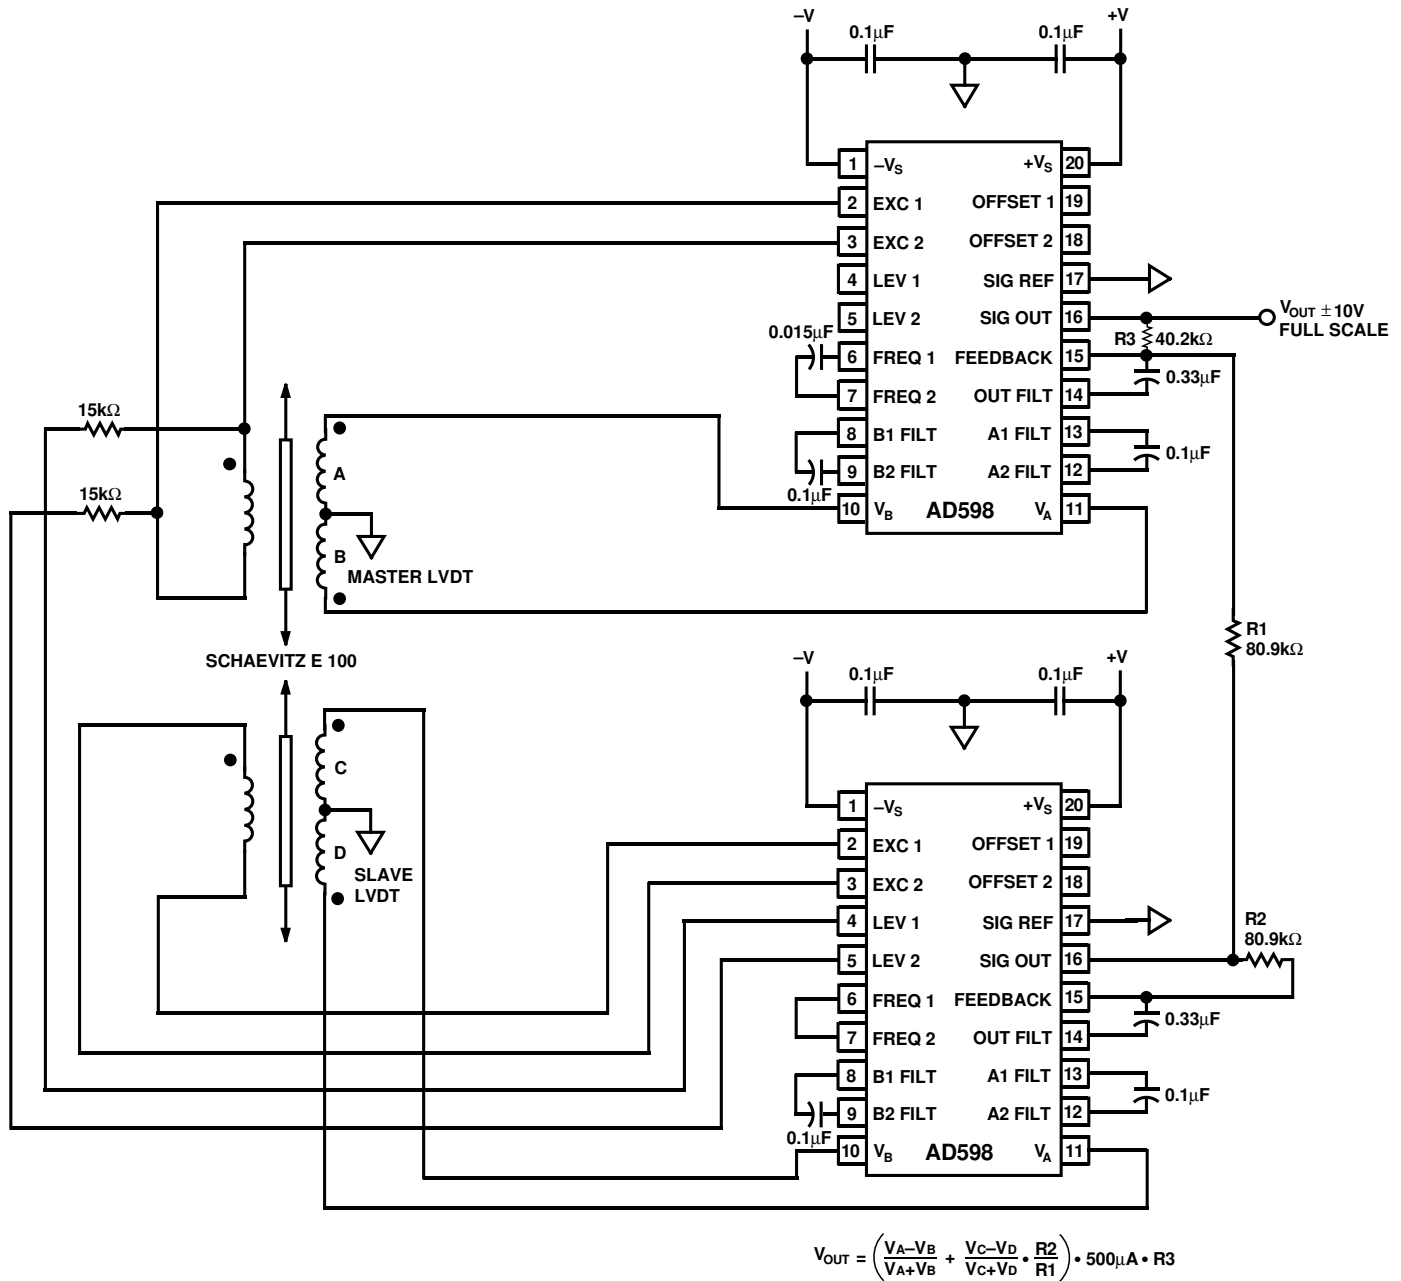 –V
+V
0.1μF
0.1μF
1 –VS +VS 20
2 EXC 1 OFFSET 1 19
3 EXC 2 OFFSET 2 18
4 LEV 1 SIG REF 17
5 LEV 2 SIG OUT 16
VOUT ±10V
FULL SCALE
0.015μF
R3 40.2kΩ
6 FREQ 1 FEEDBACK 15
0.33μF
7 FREQ 2 OUT FILT 14
8 B1 FILT A1 FILT 13
0.1μF
9 B2 FILT A2 FILT 12
0.1μF
10 VB AD598 VA 11
15kΩ
15kΩ
A
B
MASTER LVDT
SCHAEVITZ E 100
R1
80.9kΩ
–V
+V
0.1μF
0.1μF
C
D
SLAVE
LVDT
1 –VS +VS 20
2 EXC 1 OFFSET 1 19
3 EXC 2 OFFSET 2 18
4 LEV 1 SIG REF 17
R2
80.9kΩ
5 LEV 2 SIG OUT 16
6 FREQ 1 FEEDBACK 15
0.33μF
7 FREQ 2 OUT FILT 14
8 B1 FILT A1 FILT 13
0.1μF
9 B2 FILT A2 FILT 12
0.1μF
10 VB AD598 VA 11
VOUT = (VA–VB / VA+VB + VC–VD / VC+VD • R2 / R1) • 500μA • R3